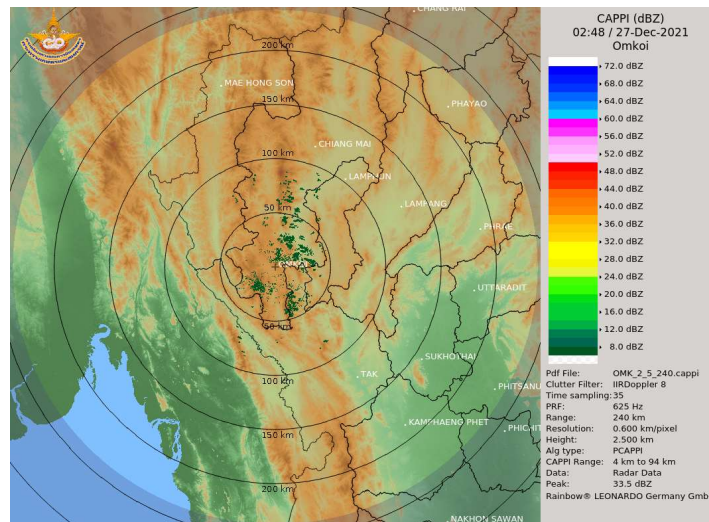 CHIANG RAI
200 km
MAE HONG SON
150 km
PHAYAO
CHIANG MAI
100 km
LAMPHUN
50 km
LAMPANG
PHRAE
UTTARADIT
50 km
SUKHOTHAI
100 km
TAK
PHITSANU
KAMPHAENG PHET
PHICHIT
150 km
200 km
NAKHON SAWAN
CAPPI (dBZ)
02:48 / 27-Dec-2021
Omkoi
72.0 dBZ
68.0 dBZ
64.0 dBZ
60.0 dBZ
56.0 dBZ
52.0 dBZ
48.0 dBZ
44.0 dBZ
40.0 dBZ
36.0 dBZ
32.0 dBZ
28.0 dBZ
24.0 dBZ
20.0 dBZ
16.0 dBZ
12.0 dBZ
8.0 dBZ
Pdf File: OMK_2_5_240.cappi
Clutter Filter: IIRDoppler 8
Time sampling:35
PRF: 625 Hz
Range: 240 km
Resolution: 0.600 km/pixel
Height: 2.500 km
Alg type: PCAPPI
CAPPI Range: 4 km to 94 km
Data: Radar Data
Peak: 33.5 dBZ
Rainbow® LEONARDO Germany Gmb